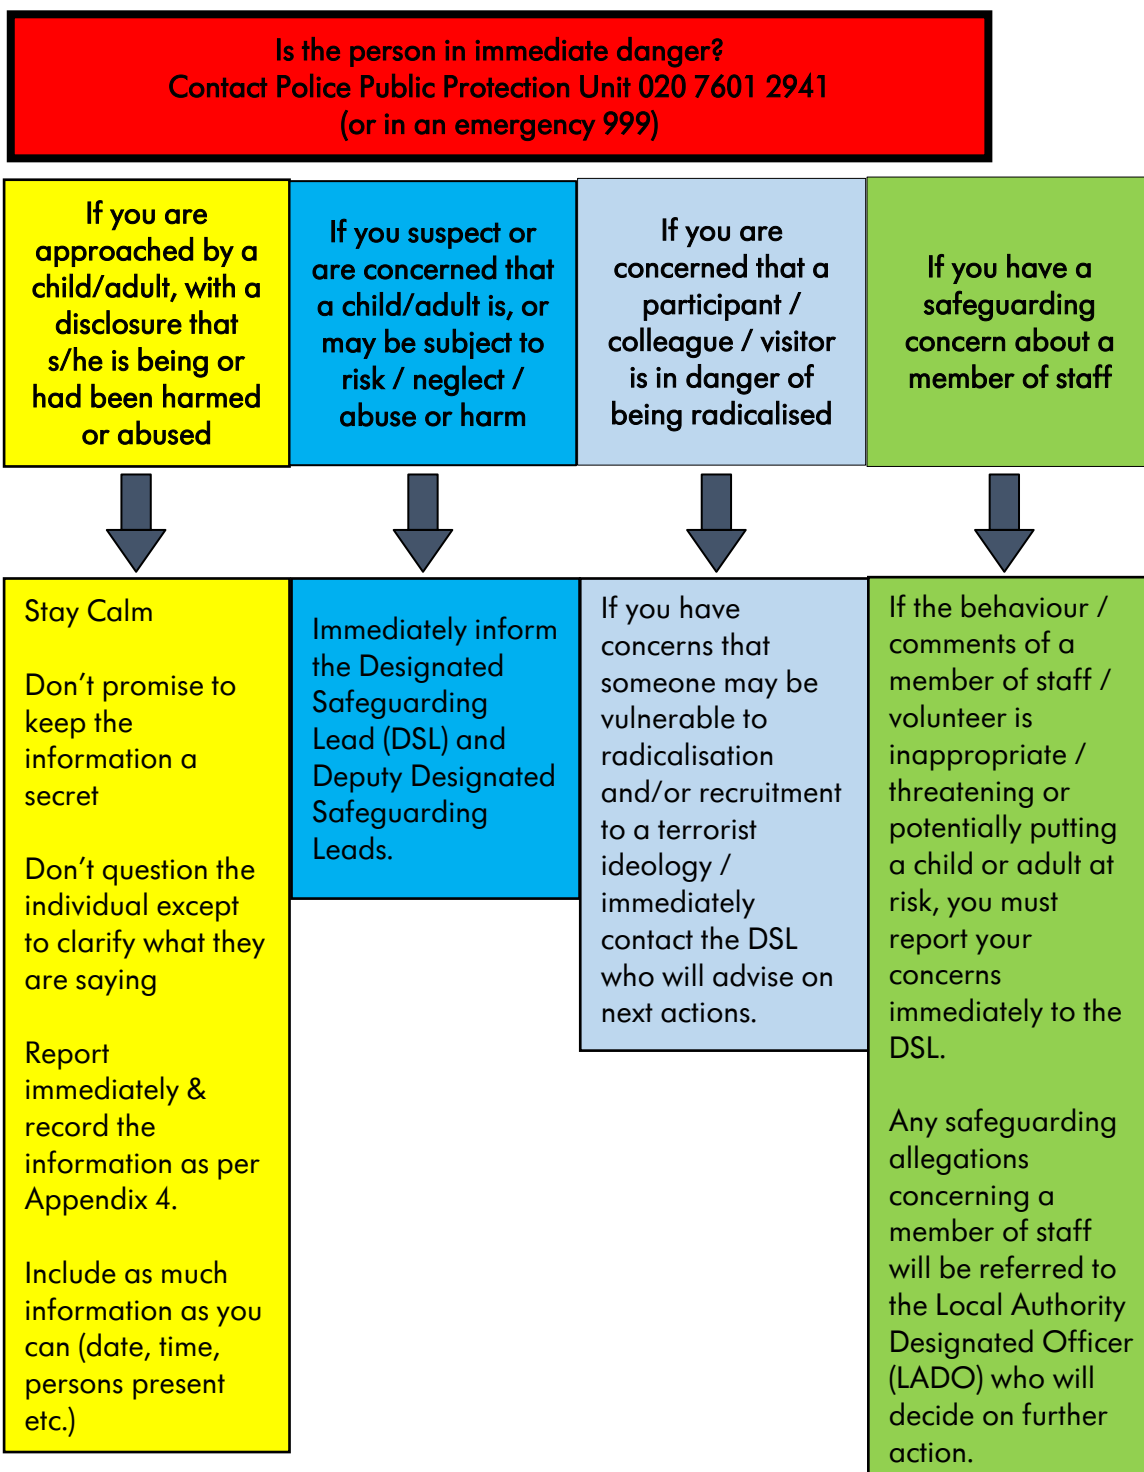 Is the person in immediate danger?
Contact Police Public Protection Unit 020 7601 2941
(or in an emergency 999)
If you are
approached by a
child/adult, with a
disclosure that
s/he is being or
had been harmed
or abused
If you suspect or
are concerned that
a child/adult is, or
may be subject to
risk / neglect /
abuse or harm
If you are
concerned that a
participant /
colleague / visitor
is in danger of
being radicalised
If you have a
safeguarding
concern about a
member of staff
Stay Calm
Don’t promise to
keep the
information a
secret
Don’t question the
individual except
to clarify what they
are saying
Report
immediately &
record the
information as per
Appendix 4.
Include as much
information as you
can (date, time,
persons present
etc.)
Immediately inform
the Designated
Safeguarding
Lead (DSL) and
Deputy Designated
Safeguarding
Leads.
If you have
concerns that
someone may be
vulnerable to
radicalisation
and/or recruitment
to a terrorist
ideology /
immediately
contact the DSL
who will advise on
next actions.
If the behaviour /
comments of a
member of staff /
volunteer is
inappropriate /
threatening or
potentially putting
a child or adult at
risk, you must
report your
concerns
immediately to the
DSL.
Any safeguarding
allegations
concerning a
member of staff
will be referred to
the Local Authority
Designated Officer
(LADO) who will
decide on further
action.